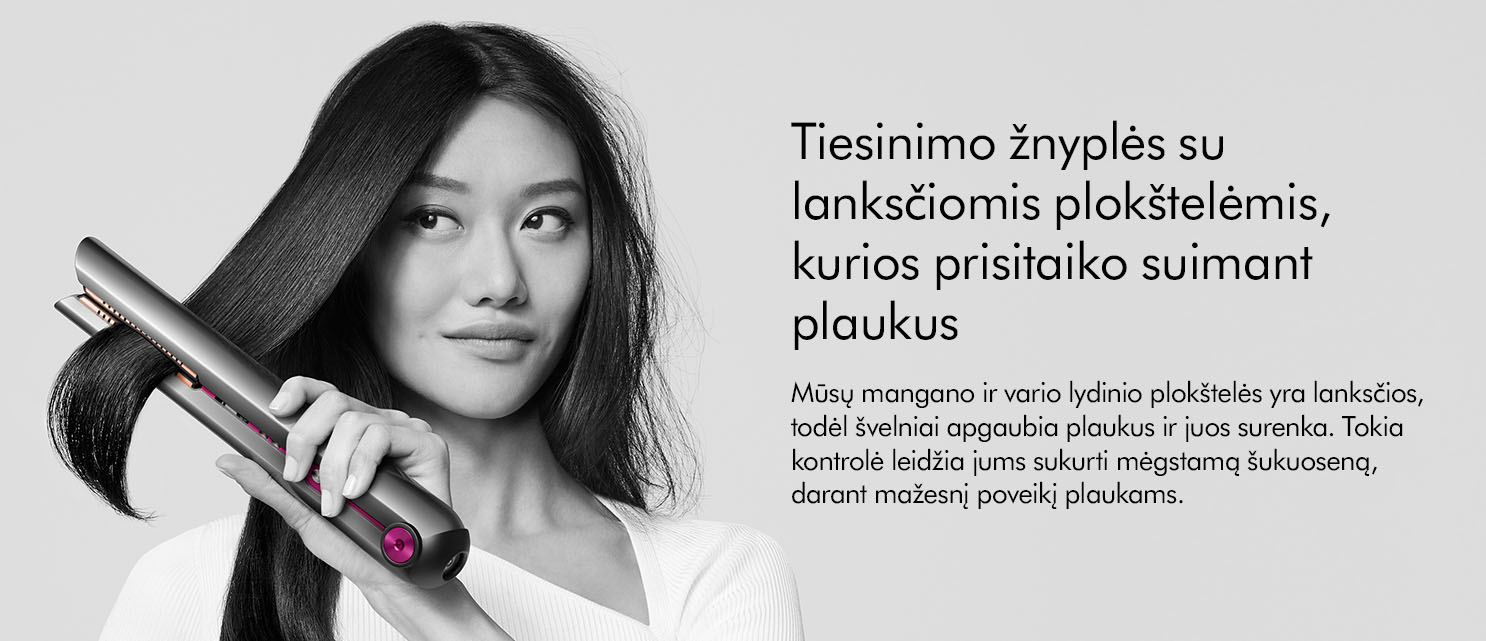 Tiesinimo žnyplės su
lanksčiomis plokštelėmis,
kurios prisitaiko suimant
plaukus
Mūsų mangano ir vario lydinio plokštelės yra lanksčios,
todėl švelniai apgaubia plaukus ir juos surenka. Tokia
kontrolė leidžia jums sukurti mėgstamą šukuoseną,
darant mažesnį poveikį plaukams.